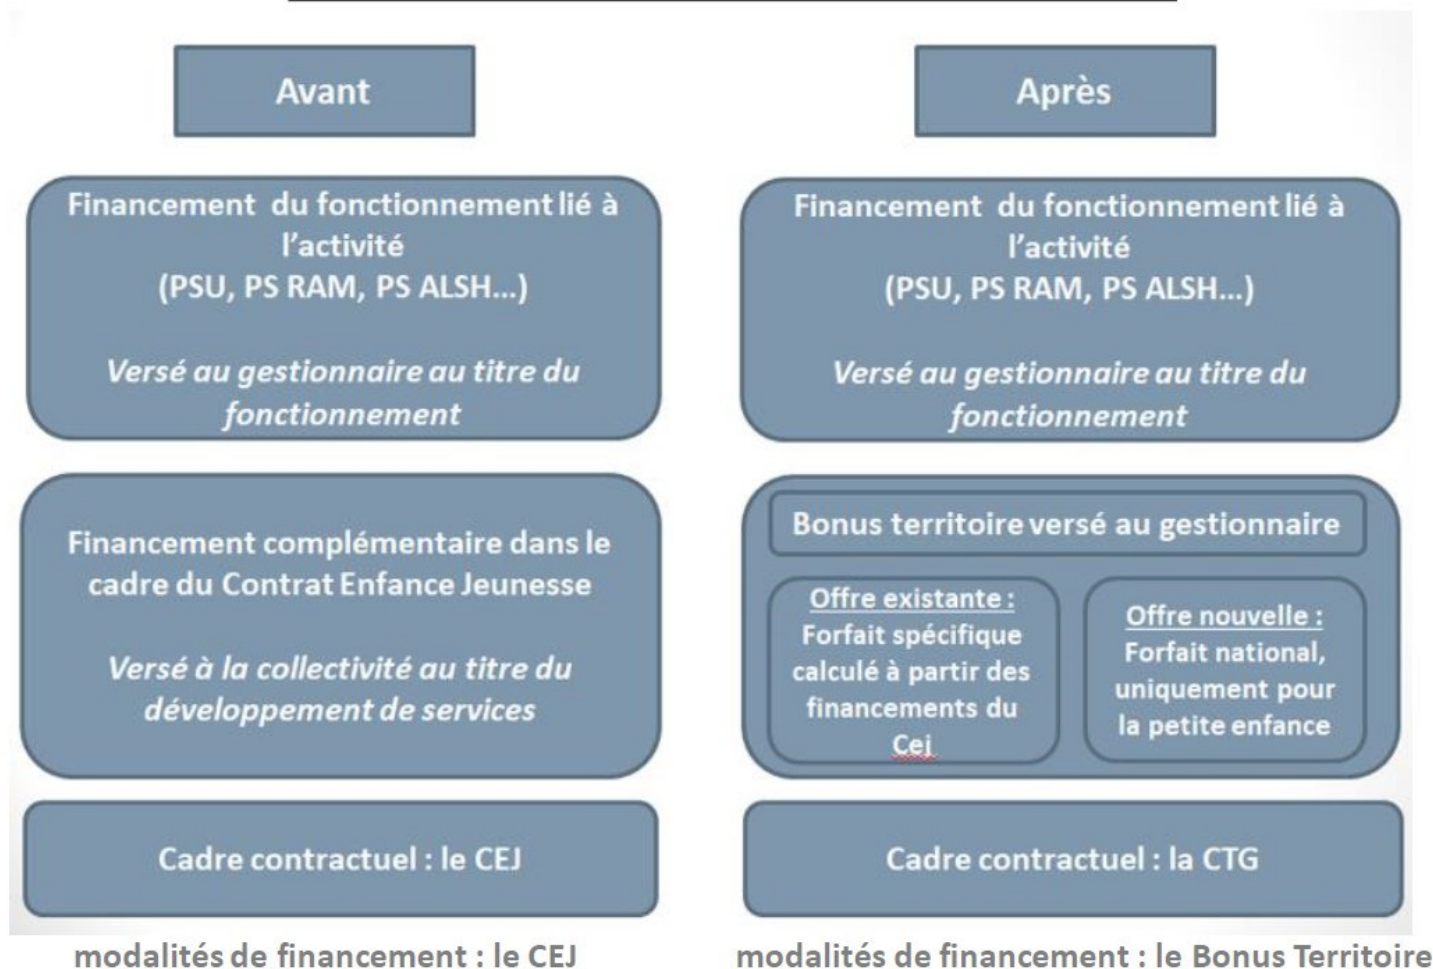 Avant
Financement du fonctionnement lié à
l'activité
(PSU, PS RAM, PS ALSH...)
Versé au gestionnaire au titre du
fonctionnement
Financement complémentaire dans le
cadre du Contrat Enfance Jeunesse
Versé à la collectivité au titre du
développement de services
Cadre contractuel : le CEJ
modalités de financement : le CEJ
Après
Financement du fonctionnement lié à
l'activité
(PSU, PS RAM, PS ALSH...)
Versé au gestionnaire au titre du
fonctionnement
Bonus territoire versé au gestionnaire
Offre existante :
Forfait spécifique
calculé à partir des
financements du
Cej
Offre nouvelle :
Forfait national,
uniquement pour
la petite enfance
Cadre contractuel : la CTG
modalités de financement : le Bonus Territoire